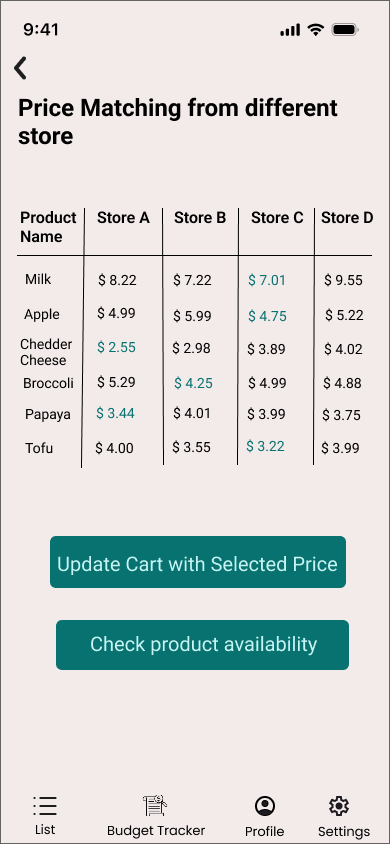 9:41
Price Matching from different
store
Product Name Store A Store B Store C Store D
Milk $ 8.22 $ 7.22 $ 7.01 $ 9.55
Apple $ 4.99 $ 5.99 $ 4.75 $ 5.22
Chedder Cheese $ 2.55 $ 2.98 $ 3.89 $ 4.02
Broccoli $ 5.29 $ 4.25 $ 4.99 $ 4.88
Papaya $ 3.44 $ 4.01 $ 3.99 $ 3.75
Tofu $ 4.00 $ 3.55 $ 3.22 $ 3.99
Update Cart with Selected Price
Check product availability
List Budget Tracker Profile Settings